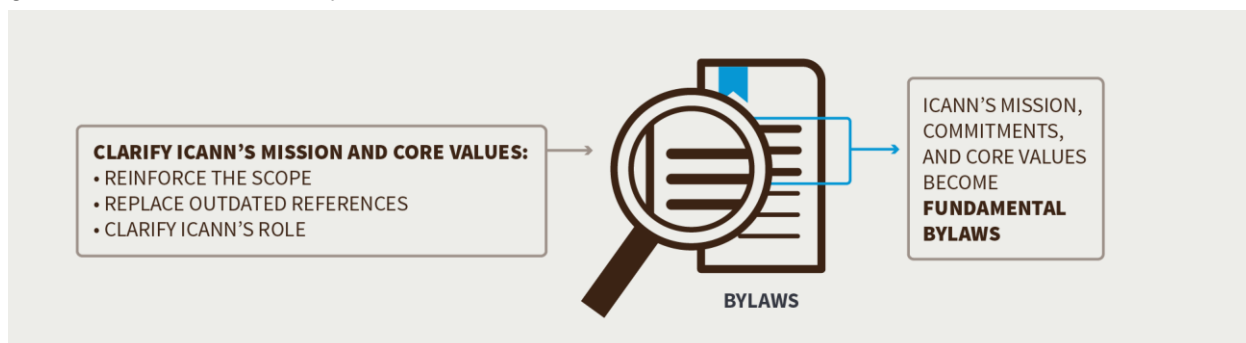 CLARIFY ICANN'S MISSION AND CORE VALUES:
• REINFORCE THE SCOPE
• REPLACE OUTDATED REFERENCES
• CLARIFY ICANN'S ROLE
BYLAWS
ICANN'S MISSION,
COMMITMENTS,
AND CORE VALUES
BECOME
FUNDAMENTAL
BYLAWS